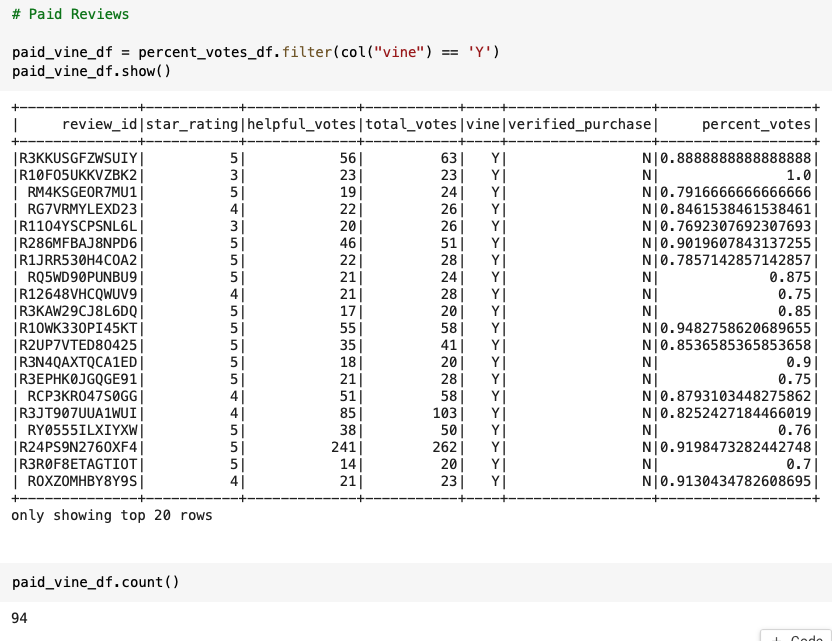 # Paid Reviews
paid_vine_df = percent_votes_df.filter(col("vine") == 'Y')
paid_vine_df.show()
+--------------+-----------+-------------+-----------+----+-----------------+------------------+
|     review_id|star_rating|helpful_votes|total_votes|vine|verified_purchase|     percent_votes|
+--------------+-----------+-------------+-----------+----+-----------------+------------------+
|R3KKUSGFZWSUIY|          5|           56|         63|   Y|                N|0.8888888888888888|
|R10FO5UKKVZBK2|          3|           23|         23|   Y|                N|               1.0|
| RM4KSGEOR7MU1|          5|           19|         24|   Y|                N|0.7916666666666666|
| RG7VRMYLEXD23|          4|           22|         26|   Y|                N|0.8461538461538461|
|R11O4YSCPSNL6L|          3|           20|         26|   Y|                N|0.7692307692307693|
|R286MFBAJ8NPD6|          5|           46|         51|   Y|                N|0.9019607843137255|
|R1JRR530H4COA2|          5|           22|         28|   Y|                N|0.7857142857142857|
| RQ5WD90PUNBU9|          5|           21|         24|   Y|                N|             0.875|
|R12648VHCQWUV9|          4|           21|         28|   Y|                N|              0.75|
|R3KAW29CJ8L6DQ|          5|           17|         20|   Y|                N|              0.85|
|R1OWK33OPI45KT|          5|           55|         58|   Y|                N|0.9482758620689655|
|R2UP7VTED8O425|          5|           35|         41|   Y|                N|0.8536585365853658|
|R3N4QAXTQCA1ED|          5|           18|         20|   Y|                N|               0.9|
|R3EPHK0JGQGE91|          5|           21|         28|   Y|                N|              0.75|
| RCP3KRO47S0GG|          4|           51|         58|   Y|                N|0.8793103448275862|
|R3JT907UUA1WUI|          4|           85|        103|   Y|                N|0.8252427184466019|
| RY0555ILXIYXW|          5|           38|         50|   Y|                N|              0.76|
|R24PS9N276OXF4|          5|          241|        262|   Y|                N|0.9198473282442748|
|R3R0F8ETAGTIOT|          5|           14|         20|   Y|                N|               0.7|
| ROXZOMHBY8Y9S|          4|           21|         23|   Y|                N|0.9130434782608695|
+--------------+-----------+-------------+-----------+----+-----------------+------------------+
only showing top 20 rows
paid_vine_df.count()
94
+ Code